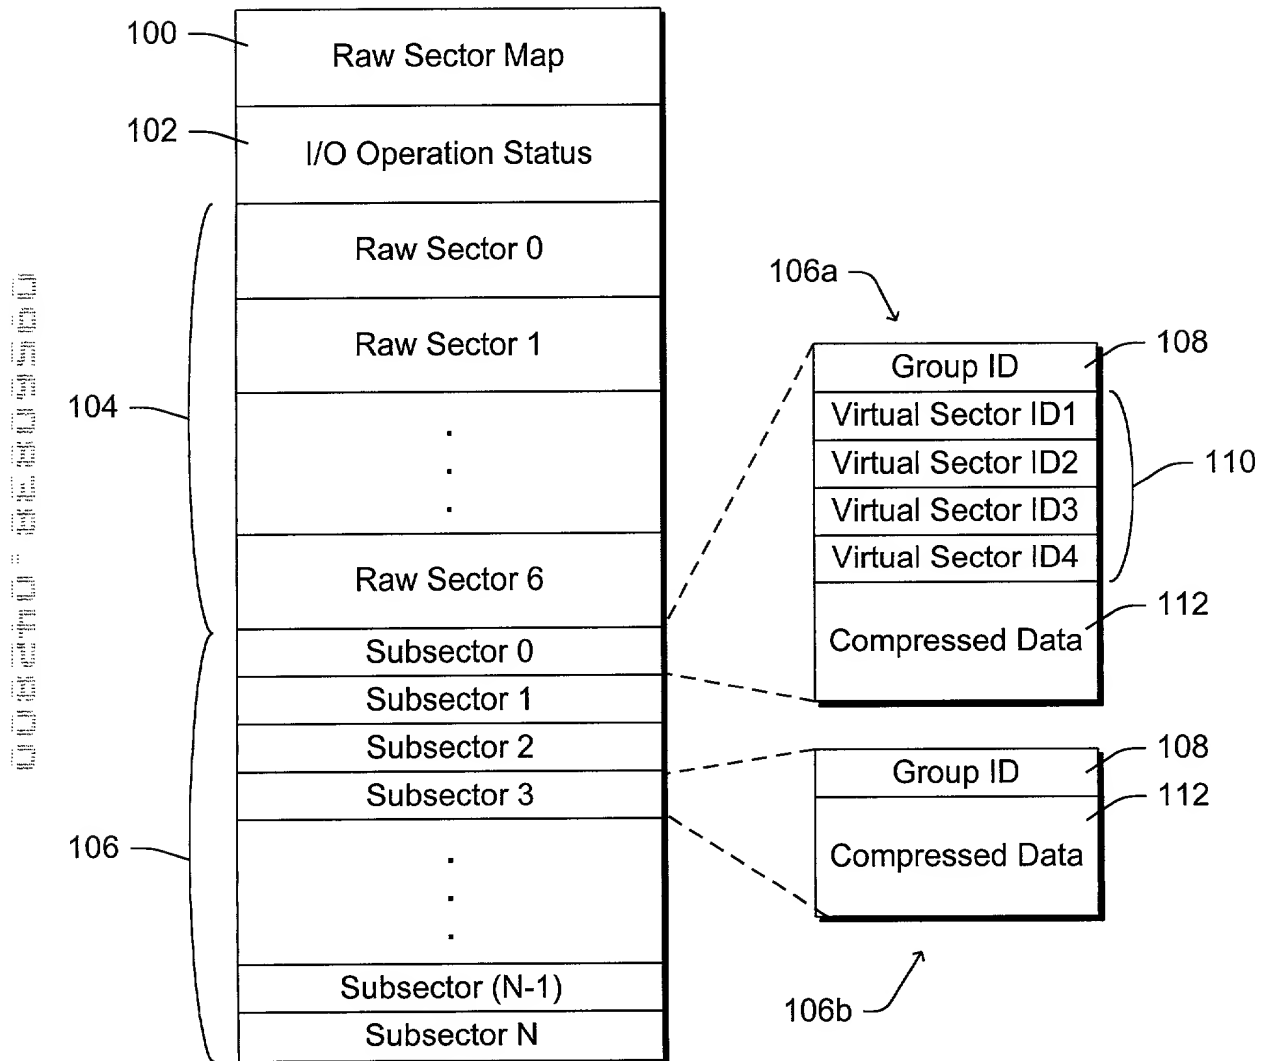 100
Raw Sector Map
102
I/O Operation Status
Raw Sector 0
Raw Sector 1
104
.
.
.
Raw Sector 6
Subsector 0
Subsector 1
Subsector 2
Subsector 3
106
.
.
.
Subsector (N-1)
Subsector N
106a
Group ID
108
Virtual Sector ID1
Virtual Sector ID2
Virtual Sector ID3
Virtual Sector ID4
110
Compressed Data
112
Group ID
108
Compressed Data
112
106b